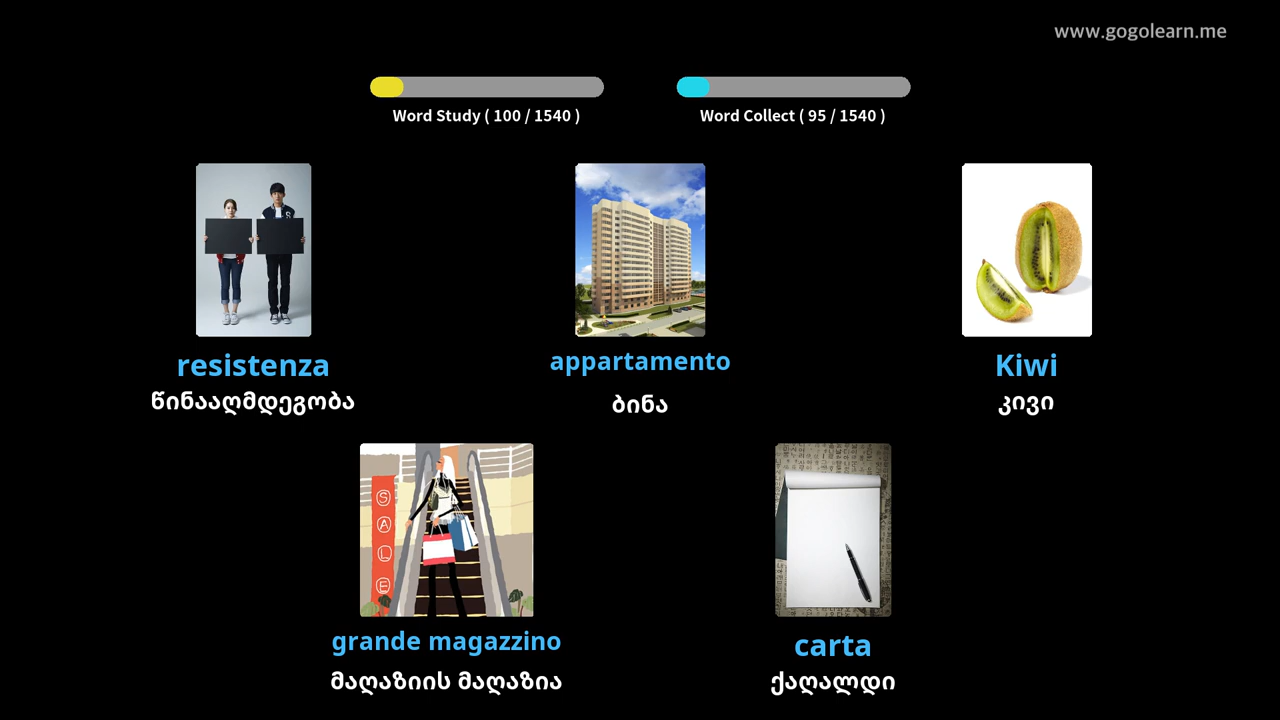 www.gogolearn.me
Word Study ( 100 / 1540 )
Word Collect ( 95 / 1540 )
resistenza
წინააღმდეგობა
appartamento
ბინა
Kiwi
კივი
SALE
grande magazzino
მაღაზიის მაღაზია
carta
ქაღალდი